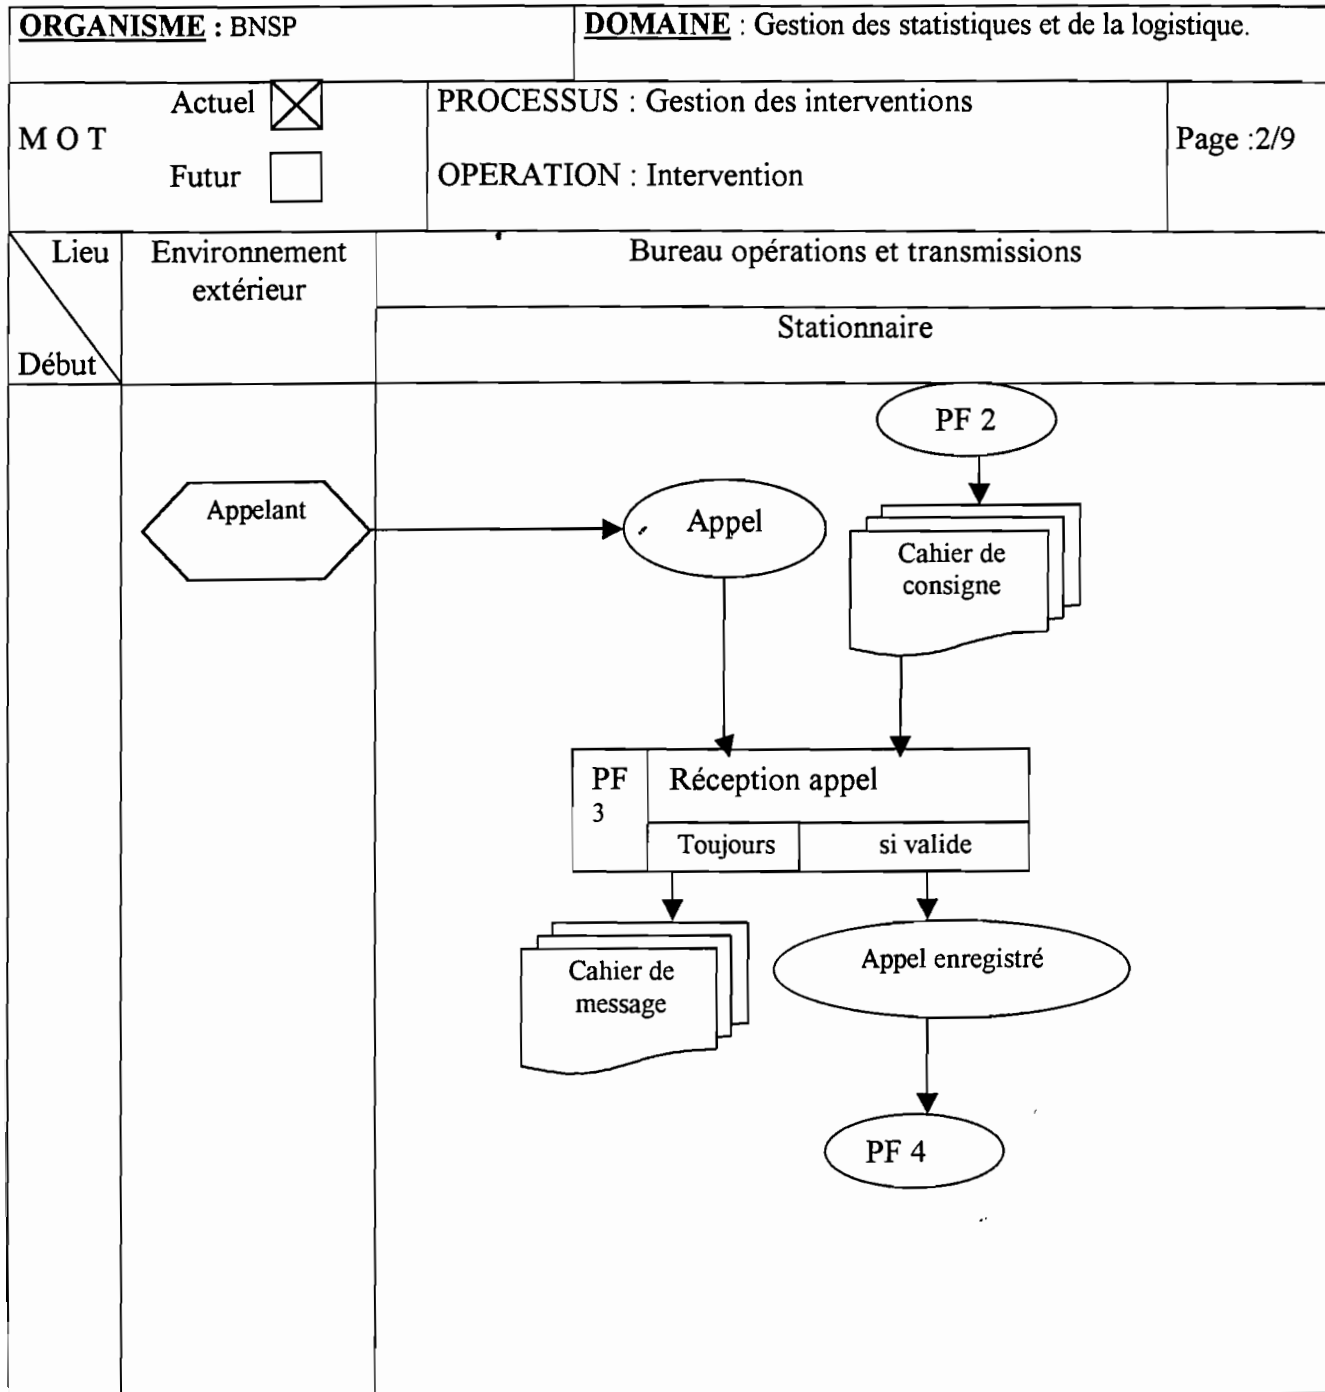 ORGANISME : BNSP
DOMAINE : Gestion des statistiques et de la logistique.
M O T
Actuel
Futur
PROCESSUS : Gestion des interventions
OPERATION : Intervention
Page :2/9
Lieu
Début
Environnement
extérieur
Bureau opérations et transmissions
Stationnaire
PF 2
Appelant
Appel
Cahier de
consigne
PF
3
Réception appel
Toujours
si valide
Cahier de
message
Appel enregistré
PF 4